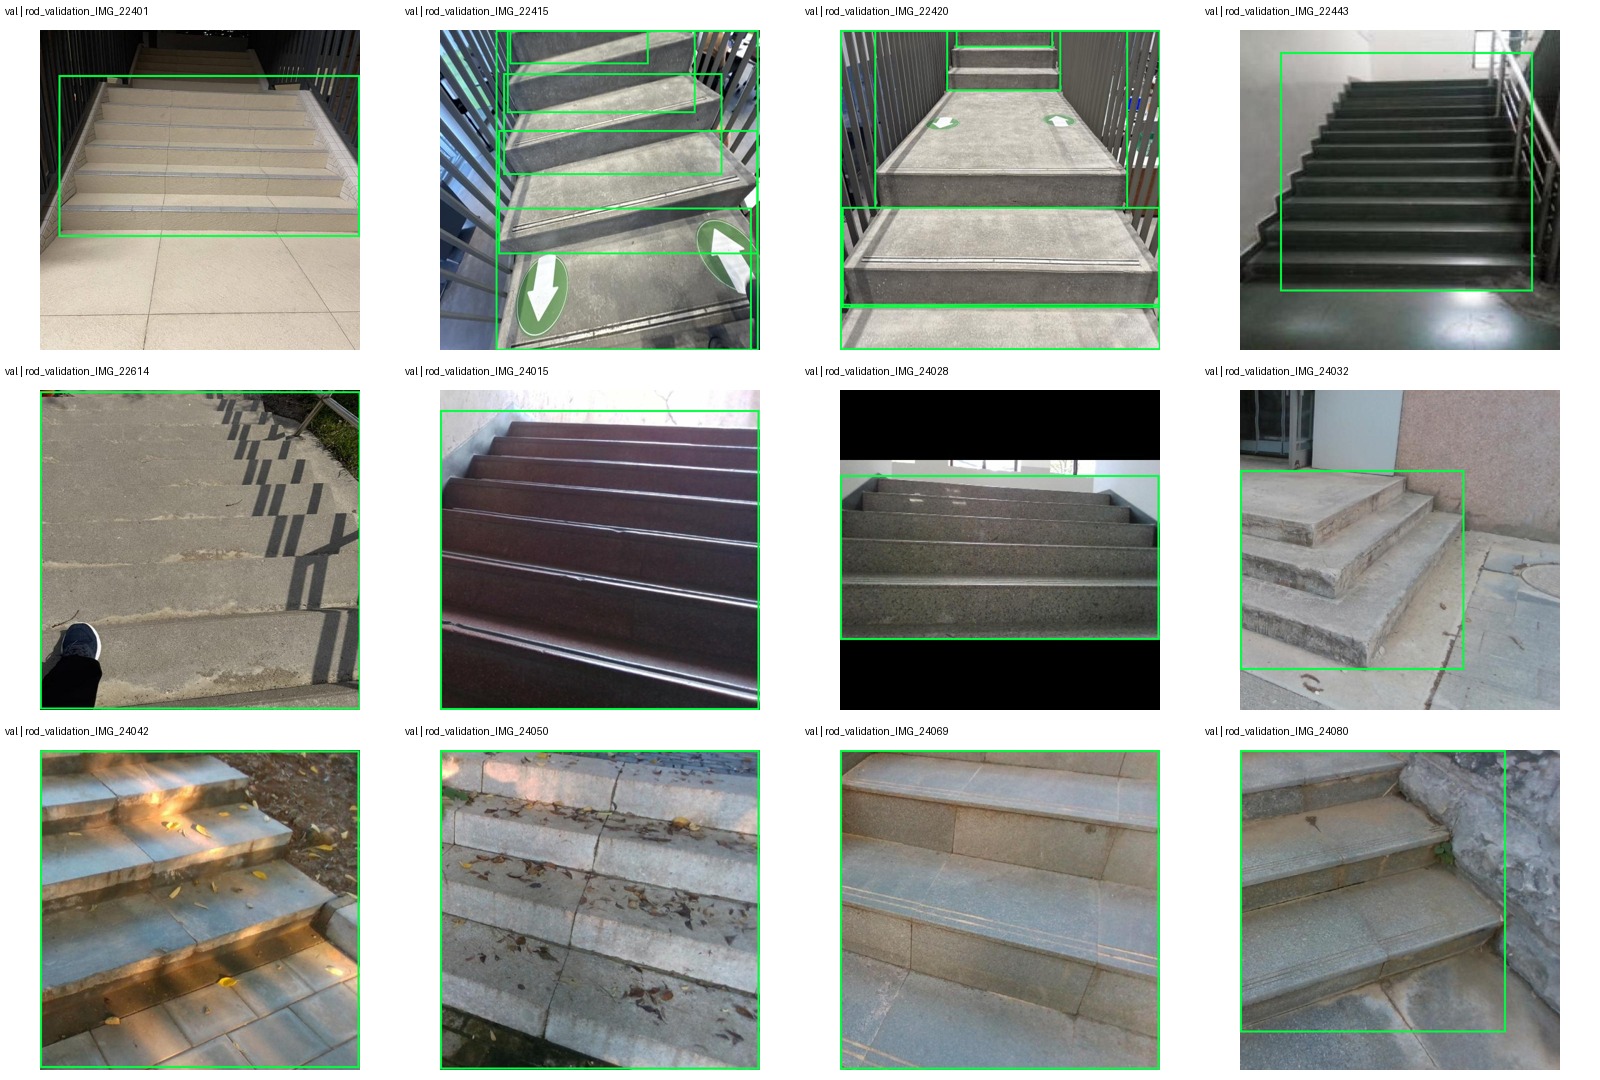 val | rod_validation_IMG_22401
val | rod_validation_IMG_22415
val | rod_validation_IMG_22420
val | rod_validation_IMG_22443
val | rod_validation_IMG_22614
val | rod_validation_IMG_24015
val | rod_validation_IMG_24028
val | rod_validation_IMG_24032
val | rod_validation_IMG_24042
val | rod_validation_IMG_24050
val | rod_validation_IMG_24069
val | rod_validation_IMG_24080